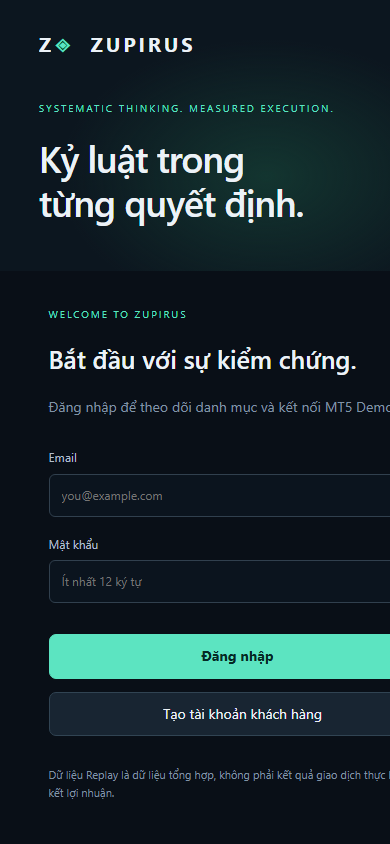 Z ZUPIRUS
SYSTEMATIC THINKING. MEASURED EXECUTION.
Kỷ luật trong
từng quyết định.
WELCOME TO ZUPIRUS
Bắt đầu với sự kiểm chứng.
Đăng nhập để theo dõi danh mục và kết nối MT5 Demo
Email
you@example.com
Mật khẩu
Ít nhất 12 ký tự
Đăng nhập
Tạo tài khoản khách hàng
Dữ liệu Replay là dữ liệu tổng hợp, không phải kết quả giao dịch thực
kết lợi nhuận.